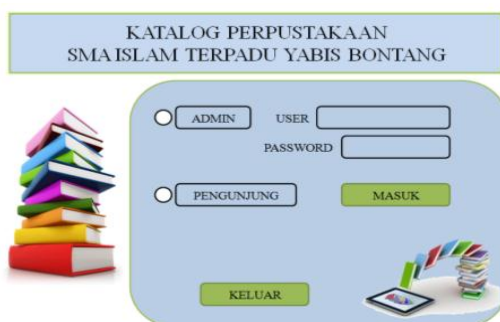 KATALOG PERPUSTAKAAN
SMA ISLAM TERPADU YABIS BONTANG
ADMIN USER
PASSWORD
PENGUNJUNG MASUK
KELUAR